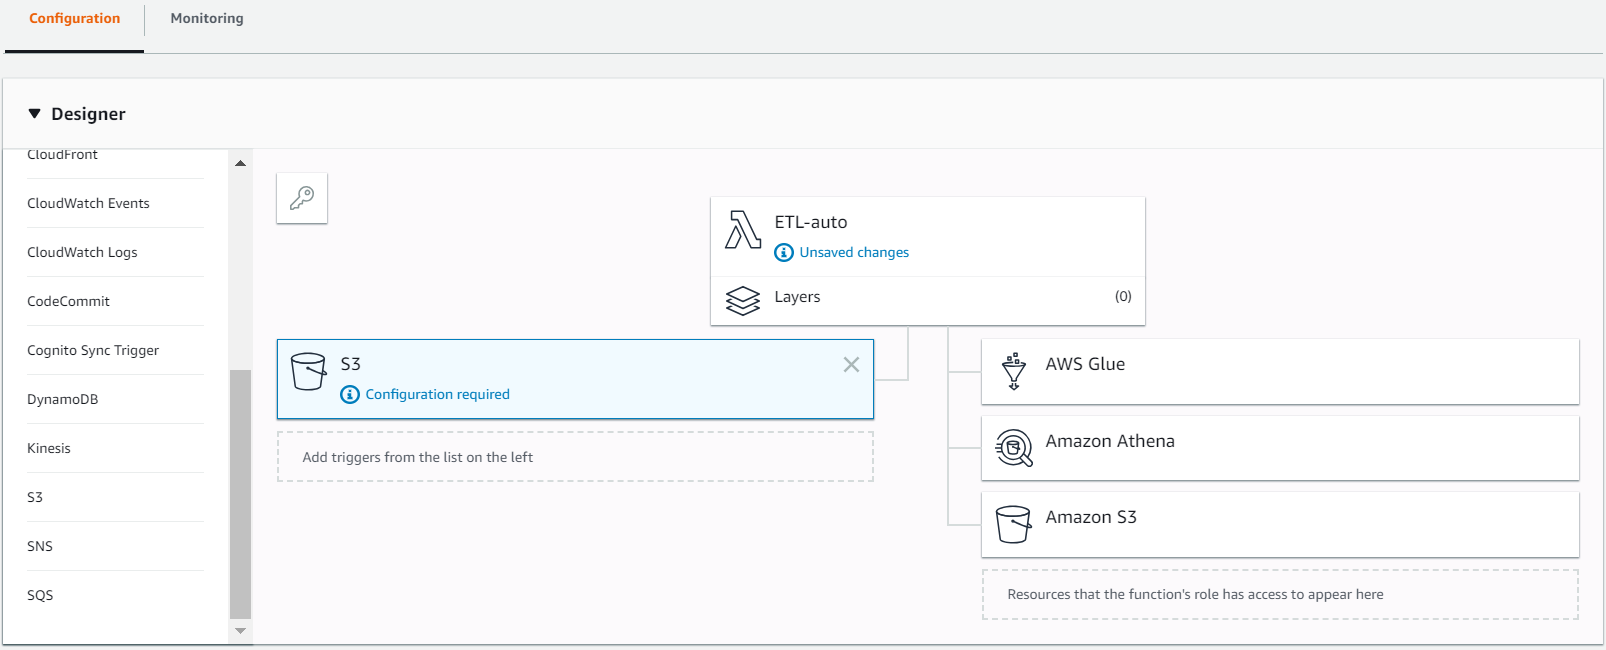 Configuration
Monitoring
Designer
CloudFront
CloudWatch Events
CloudWatch Logs
CodeCommit
Cognito Sync Trigger
DynamoDB
Kinesis
S3
SNS
SQS
ETL-auto
Unsaved changes
Layers (0)
S3
Configuration required
Add triggers from the list on the left
AWS Glue
Amazon Athena
Amazon S3
Resources that the function's role has access to appear here